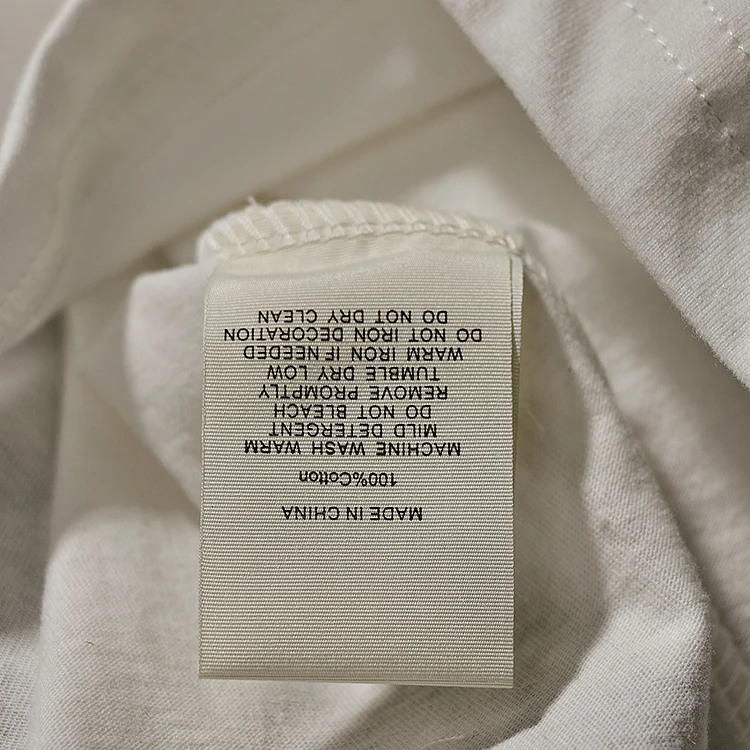 MADE IN CHINA
100%Cotton
MACHINE WASH WARM
MILD DETERGENT
DO NOT BLEACH
REMOVE PROMPTLY
TUMBLE DRY LOW
WARM IRON IF NEEDED
DO NOT IRON DECORATION
DO NOT DRY CLEAN